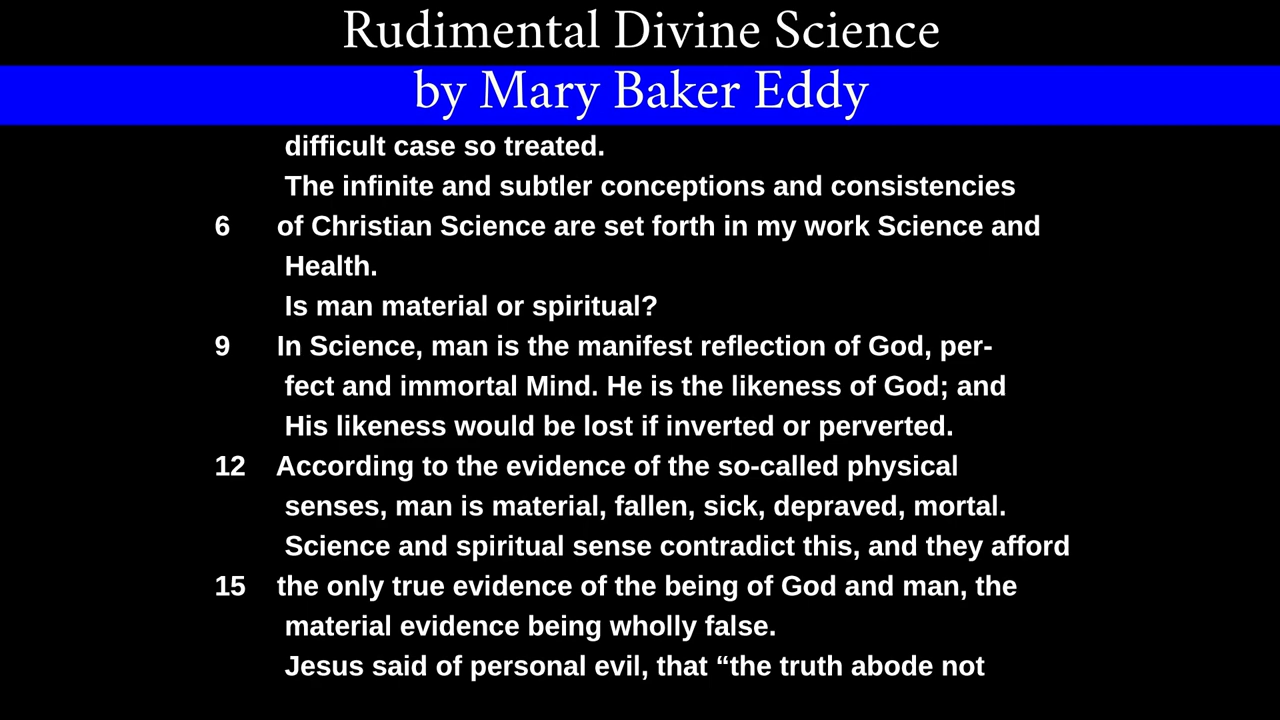 Rudimental Divine Science
by Mary Baker Eddy
difficult case so treated.
The infinite and subtler conceptions and consistencies
6 of Christian Science are set forth in my work Science and
Health.
Is man material or spiritual?
9 In Science, man is the manifest reflection of God, per-
fect and immortal Mind. He is the likeness of God; and
His likeness would be lost if inverted or perverted.
12 According to the evidence of the so-called physical
senses, man is material, fallen, sick, depraved, mortal.
Science and spiritual sense contradict this, and they afford
15 the only true evidence of the being of God and man, the
material evidence being wholly false.
Jesus said of personal evil, that “the truth abode not